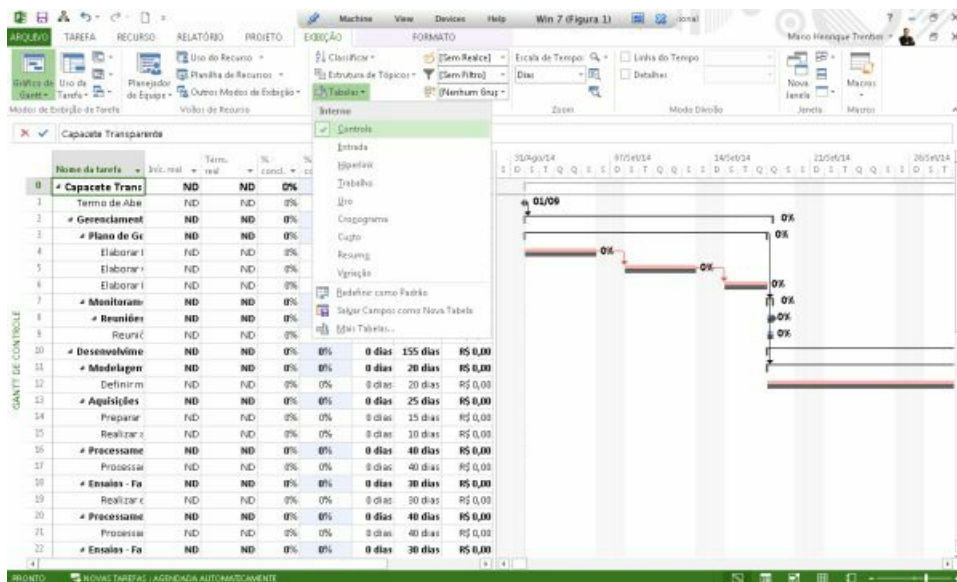 Machine View Devices Help Win 7 (Figura 1)
ARQUIVO TAREFA RECURSO RELATÓRIO PROJETO EXIBIÇÃO FORMATO
Gráfico de Gantt
Uso da Tarefa
Planejador de Equipe
Uso do Recurso
Planilha de Recursos
Outros Modos de Exibição
Classificar
Estrutura de Tópicos
Tabelas
[Sem Realce]
[Sem Filtro]
[Nenhum Grup
Escala de Tempo:
Dias
Linha do Tempo
Detalhes
Nova Janela
Macros
Modos de Exibição de Tarefa
Zoom Modo Divisão Janela Macros
Capacete Transparente
Interno
Controle
Entrada
Hiperlink
Trabalho
Uso
Cronograma
Custo
Resumo
Variação
Redefinir como Padrão
Salvar Campos como Nova Tabela
Mais Tabelas...
Nome da tarefa Iníc. real Térm. real % concl.
31/Ago/14 07/Set/14 14/Set/14 21/Set/14 28/Set/14
0 Capacete Trans ND ND 0%
1 Termo de Abe ND ND 0% 01/09
2 Gerenciament ND ND 0% 0%
3 Plano de Ge ND ND 0% 0%
4 Elaborar ND ND 0% 0%
5 Elaborar ND ND 0% 0%
6 Elaborar ND ND 0% 0%
7 Monitoram ND ND 0% 0%
8 Reuniões ND ND 0% 0%
9 Reuniõ ND ND 0% 0%
10 Desenvolvime ND ND 0% 0% 0 dias 155 dias R$ 0,00
11 Modelagen ND ND 0% 0% 0 dias 20 dias R$ 0,00
12 Definir m ND ND 0% 0% 0 dias 20 dias R$ 0,00
13 Aquisições ND ND 0% 0% 0 dias 25 dias R$ 0,00
14 Preparar ND ND 0% 0% 0 dias 15 dias R$ 0,00
15 Realizar ND ND 0% 0% 0 dias 10 dias R$ 0,00
16 Processame ND ND 0% 0% 0 dias 40 dias R$ 0,00
17 Processar ND ND 0% 0% 0 dias 40 dias R$ 0,00
18 Ensaios - Fa ND ND 0% 0% 0 dias 30 dias R$ 0,00
19 Realizar e ND ND 0% 0% 0 dias 30 dias R$ 0,00
20 Processame ND ND 0% 0% 0 dias 40 dias R$ 0,00
21 Processar ND ND 0% 0% 0 dias 40 dias R$ 0,00
22 Ensaios - Fa ND ND 0% 0% 0 dias 30 dias R$ 0,00
GANTT DE CONTROLE
PRONTO NOVAS TAREFAS : AGENDADA AUTOMATICAMENTE